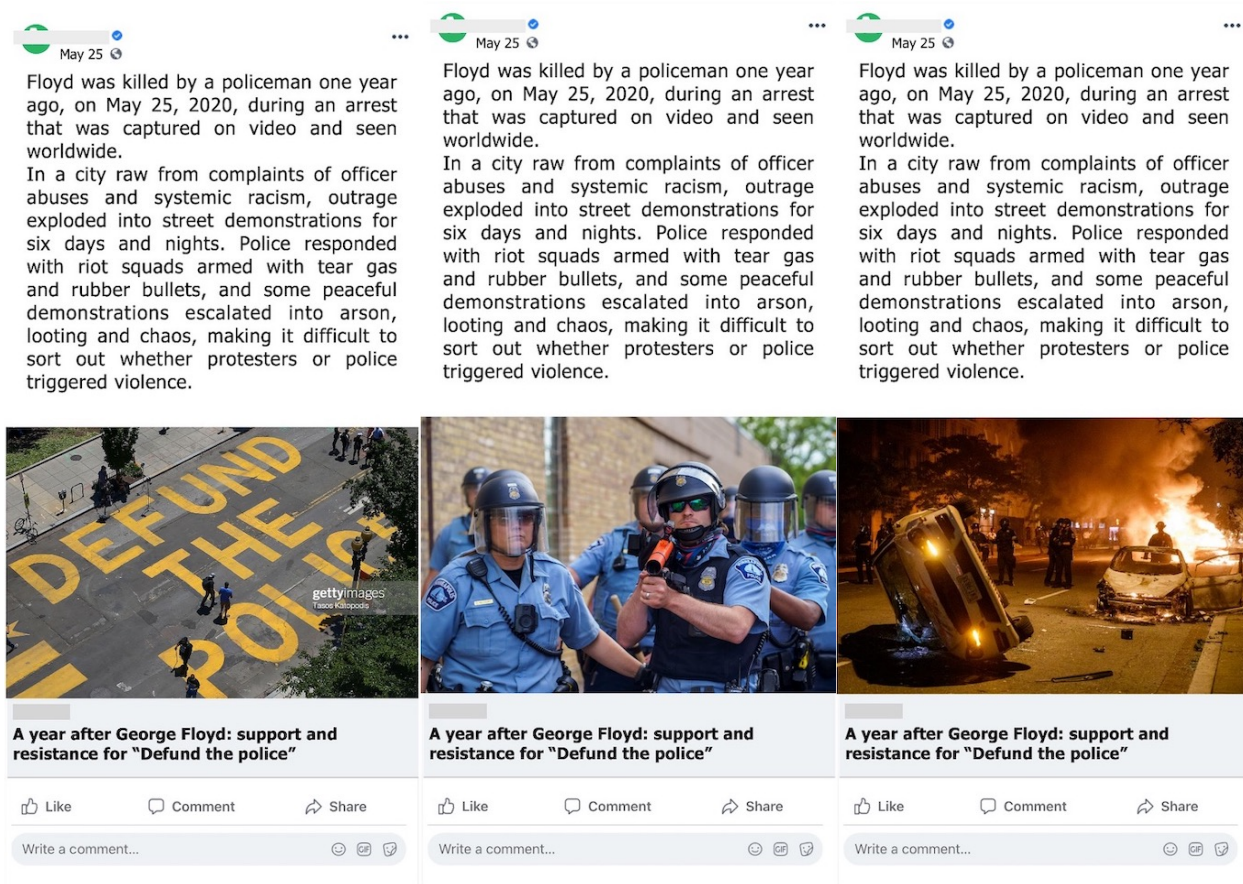 May 25
Floyd was killed by a policeman one year
ago, on May 25, 2020, during an arrest
that was captured on video and seen
worldwide.
In a city raw from complaints of officer
abuses and systemic racism, outrage
exploded into street demonstrations for
six days and nights. Police responded
with riot squads armed with tear gas
and rubber bullets, and some peaceful
demonstrations escalated into arson,
looting and chaos, making it difficult to
sort out whether protesters or police
triggered violence.
DEFUND
THE
POLICE
gettyimages
Tasos Katopodis
A year after George Floyd: support and
resistance for “Defund the police”
Like Comment Share
Write a comment... GIF
May 25
Floyd was killed by a policeman one year
ago, on May 25, 2020, during an arrest
that was captured on video and seen
worldwide.
In a city raw from complaints of officer
abuses and systemic racism, outrage
exploded into street demonstrations for
six days and nights. Police responded
with riot squads armed with tear gas
and rubber bullets, and some peaceful
demonstrations escalated into arson,
looting and chaos, making it difficult to
sort out whether protesters or police
triggered violence.
A year after George Floyd: support and
resistance for “Defund the police”
Like Comment Share
Write a comment... GIF
May 25
Floyd was killed by a policeman one year
ago, on May 25, 2020, during an arrest
that was captured on video and seen
worldwide.
In a city raw from complaints of officer
abuses and systemic racism, outrage
exploded into street demonstrations for
six days and nights. Police responded
with riot squads armed with tear gas
and rubber bullets, and some peaceful
demonstrations escalated into arson,
looting and chaos, making it difficult to
sort out whether protesters or police
triggered violence.
A year after George Floyd: support and
resistance for “Defund the police”
Like Comment Share
Write a comment... GIF